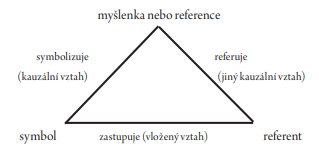 myšlenka nebo reference
symbolizuje
(kauzální vztah)
referuje
(jiný kauzální vztah)
symbol
zastupuje (vložený vztah)
referent